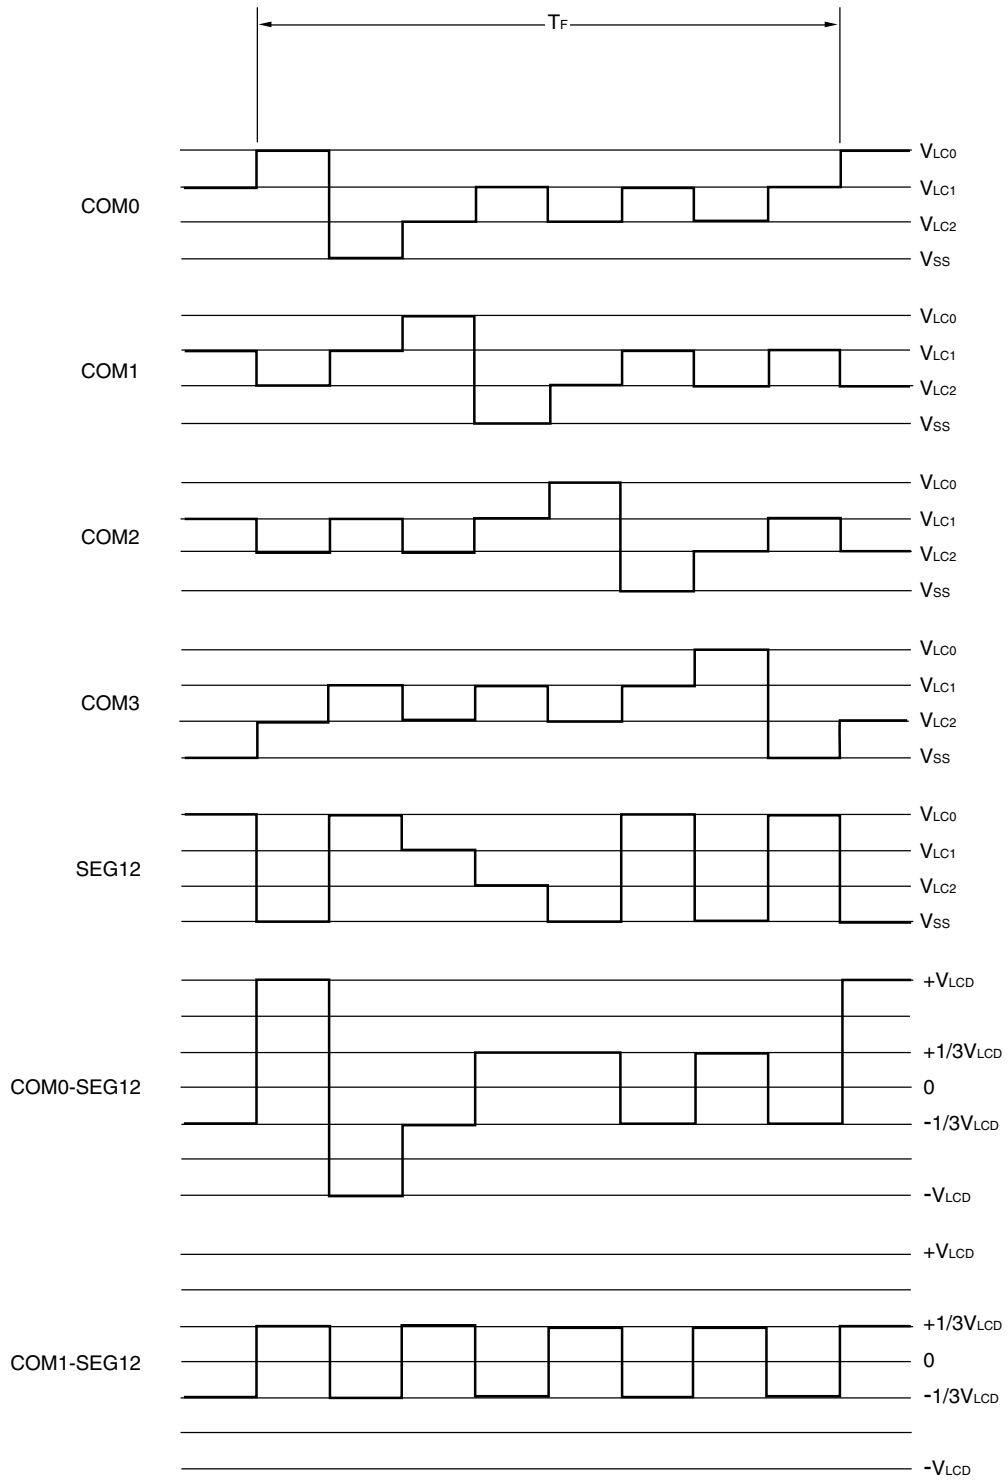 TF
VLC0
VLC1
COM0
VLC2
VSS
VLC0
VLC1
COM1
VLC2
VSS
VLC0
VLC1
COM2
VLC2
VSS
VLC0
VLC1
COM3
VLC2
VSS
VLC0
SEG12
VLC1
VLC2
VSS
+VLCD
+1/3VLCD
COM0-SEG12
0
-1/3VLCD
-VLCD
+VLCD
+1/3VLCD
COM1-SEG12
0
-1/3VLCD
-VLCD